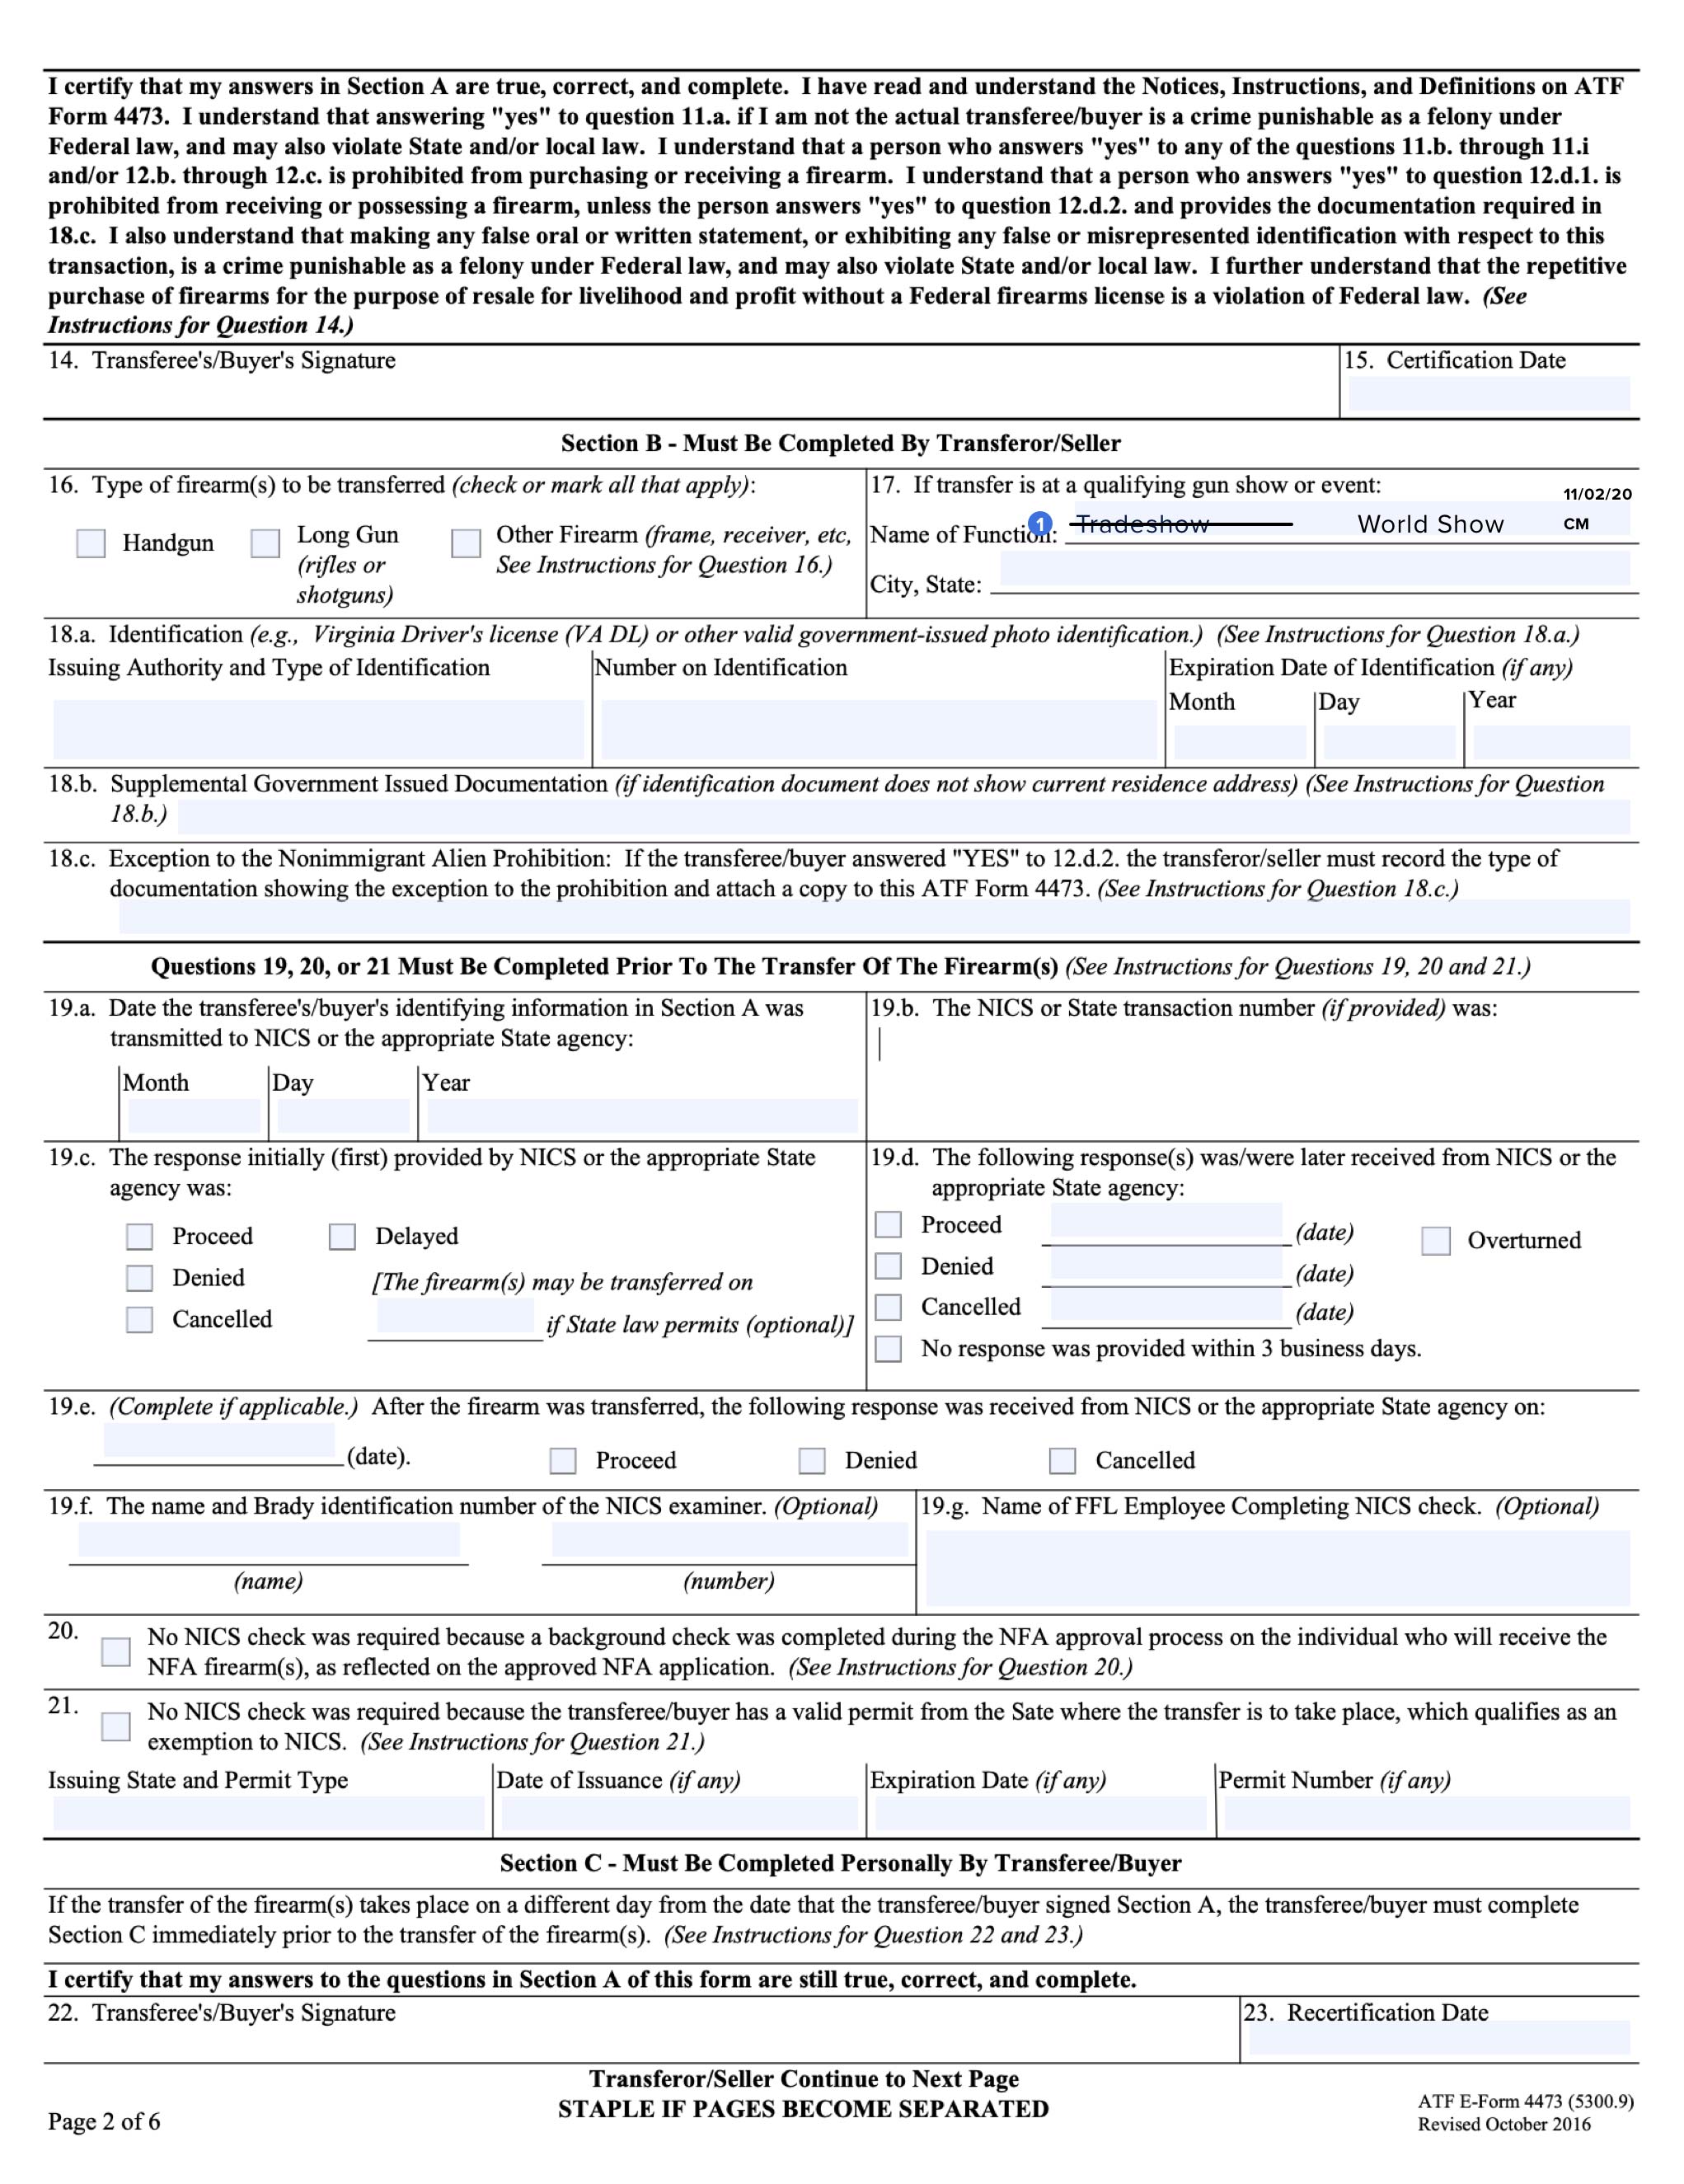 I certify that my answers in Section A are true, correct, and complete. I have read and understand the Notices, Instructions, and Definitions on ATF
Form 4473. I understand that answering "yes" to question 11.a. if I am not the actual transferee/buyer is a crime punishable as a felony under
Federal law, and may also violate State and/or local law. I understand that a person who answers "yes" to any of the questions 11.b. through 11.i
and/or 12.b. through 12.c. is prohibited from purchasing or receiving a firearm. I understand that a person who answers "yes" to question 12.d.1. is
prohibited from receiving or possessing a firearm, unless the person answers "yes" to question 12.d.2. and provides the documentation required in
18.c. I also understand that making any false oral or written statement, or exhibiting any false or misrepresented identification with respect to this
transaction, is a crime punishable as a felony under Federal law, and may also violate State and/or local law. I further understand that the repetitive
purchase of firearms for the purpose of resale for livelihood and profit without a Federal firearms license is a violation of Federal law. (See
Instructions for Question 14.)
14. Transferee's/Buyer's Signature
15. Certification Date
Section B - Must Be Completed By Transferor/Seller
16. Type of firearm(s) to be transferred (check or mark all that apply):
Handgun
Long Gun
(rifles or
shotguns)
Other Firearm (frame, receiver, etc,
See Instructions for Question 16.)
17. If transfer is at a qualifying gun show or event:
11/02/20
Name of Function: 1 Tradeshow World Show CM
City, State:
18.a. Identification (e.g., Virginia Driver's license (VA DL) or other valid government-issued photo identification.) (See Instructions for Question 18.a.)
Issuing Authority and Type of Identification
Number on Identification
Expiration Date of Identification (if any)
Month Day Year
18.b. Supplemental Government Issued Documentation (if identification document does not show current residence address) (See Instructions for Question
18.b.)
18.c. Exception to the Nonimmigrant Alien Prohibition: If the transferee/buyer answered "YES" to 12.d.2. the transferor/seller must record the type of
documentation showing the exception to the prohibition and attach a copy to this ATF Form 4473. (See Instructions for Question 18.c.)
Questions 19, 20, or 21 Must Be Completed Prior To The Transfer Of The Firearm(s) (See Instructions for Questions 19, 20 and 21.)
19.a. Date the transferee's/buyer's identifying information in Section A was
transmitted to NICS or the appropriate State agency:
Month Day Year
19.b. The NICS or State transaction number (if provided) was:
19.c. The response initially (first) provided by NICS or the appropriate State
agency was:
Proceed Delayed
Denied [The firearm(s) may be transferred on
Cancelled if State law permits (optional)]
19.d. The following response(s) was/were later received from NICS or the
appropriate State agency:
Proceed (date) Overturned
Denied (date)
Cancelled (date)
No response was provided within 3 business days.
19.e. (Complete if applicable.) After the firearm was transferred, the following response was received from NICS or the appropriate State agency on:
(date). Proceed Denied Cancelled
19.f. The name and Brady identification number of the NICS examiner. (Optional)
(name) (number)
19.g. Name of FFL Employee Completing NICS check. (Optional)
20. No NICS check was required because a background check was completed during the NFA approval process on the individual who will receive the
NFA firearm(s), as reflected on the approved NFA application. (See Instructions for Question 20.)
21. No NICS check was required because the transferee/buyer has a valid permit from the Sate where the transfer is to take place, which qualifies as an
exemption to NICS. (See Instructions for Question 21.)
Issuing State and Permit Type
Date of Issuance (if any)
Expiration Date (if any)
Permit Number (if any)
Section C - Must Be Completed Personally By Transferee/Buyer
If the transfer of the firearm(s) takes place on a different day from the date that the transferee/buyer signed Section A, the transferee/buyer must complete
Section C immediately prior to the transfer of the firearm(s). (See Instructions for Question 22 and 23.)
I certify that my answers to the questions in Section A of this form are still true, correct, and complete.
22. Transferee's/Buyer's Signature
23. Recertification Date
Transferor/Seller Continue to Next Page
STAPLE IF PAGES BECOME SEPARATED
Page 2 of 6
ATF E-Form 4473 (5300.9)
Revised October 2016